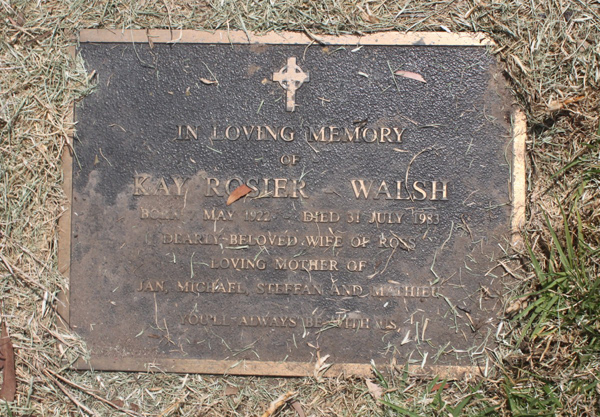 IN LOVING MEMORY
OF
KAY ROSIER - WALSH
BORN MAY 1922 - DIED 31 JULY 1983
DEARLY BELOVED WIFE OF ROSS
LOVING MOTHER OF
JAN, MICHAEL, STEFFAN AND MATHIEU
YOU'LL ALWAYS BE WITH US.